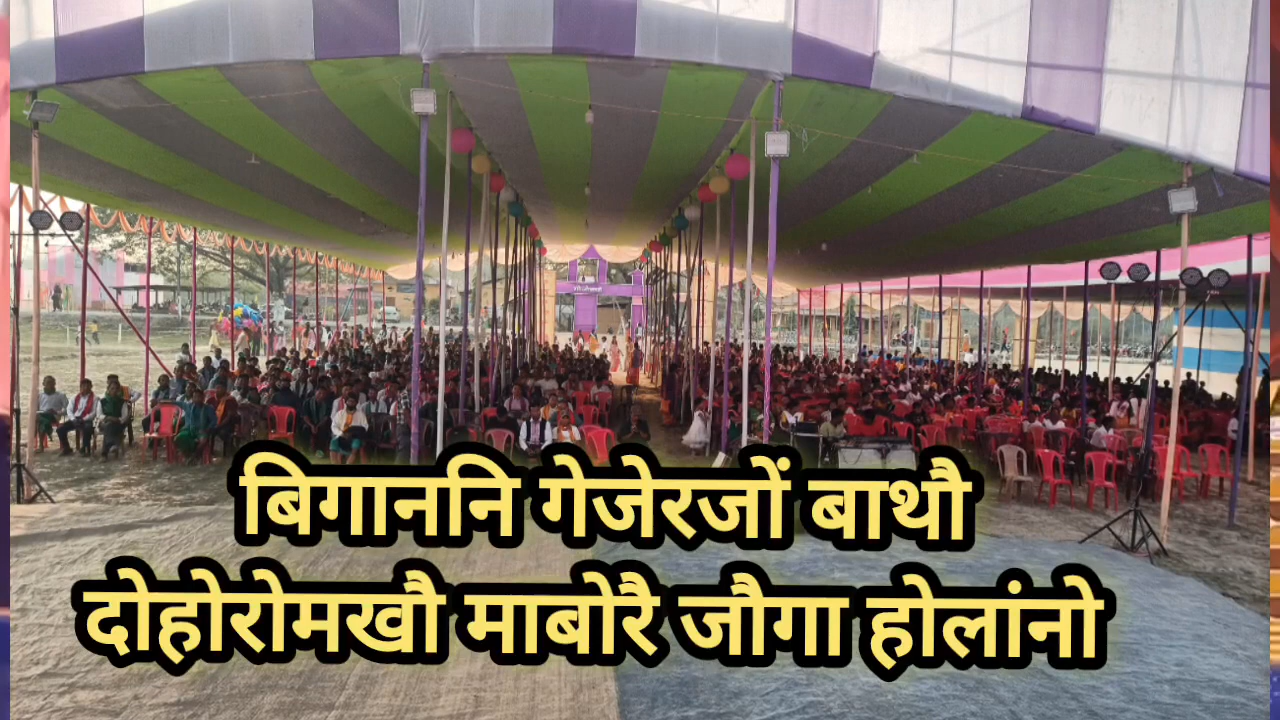 बिगाननि गेजेरजों बाथौ
दोहोरोमखौ माबोरै जौगा होलांनो